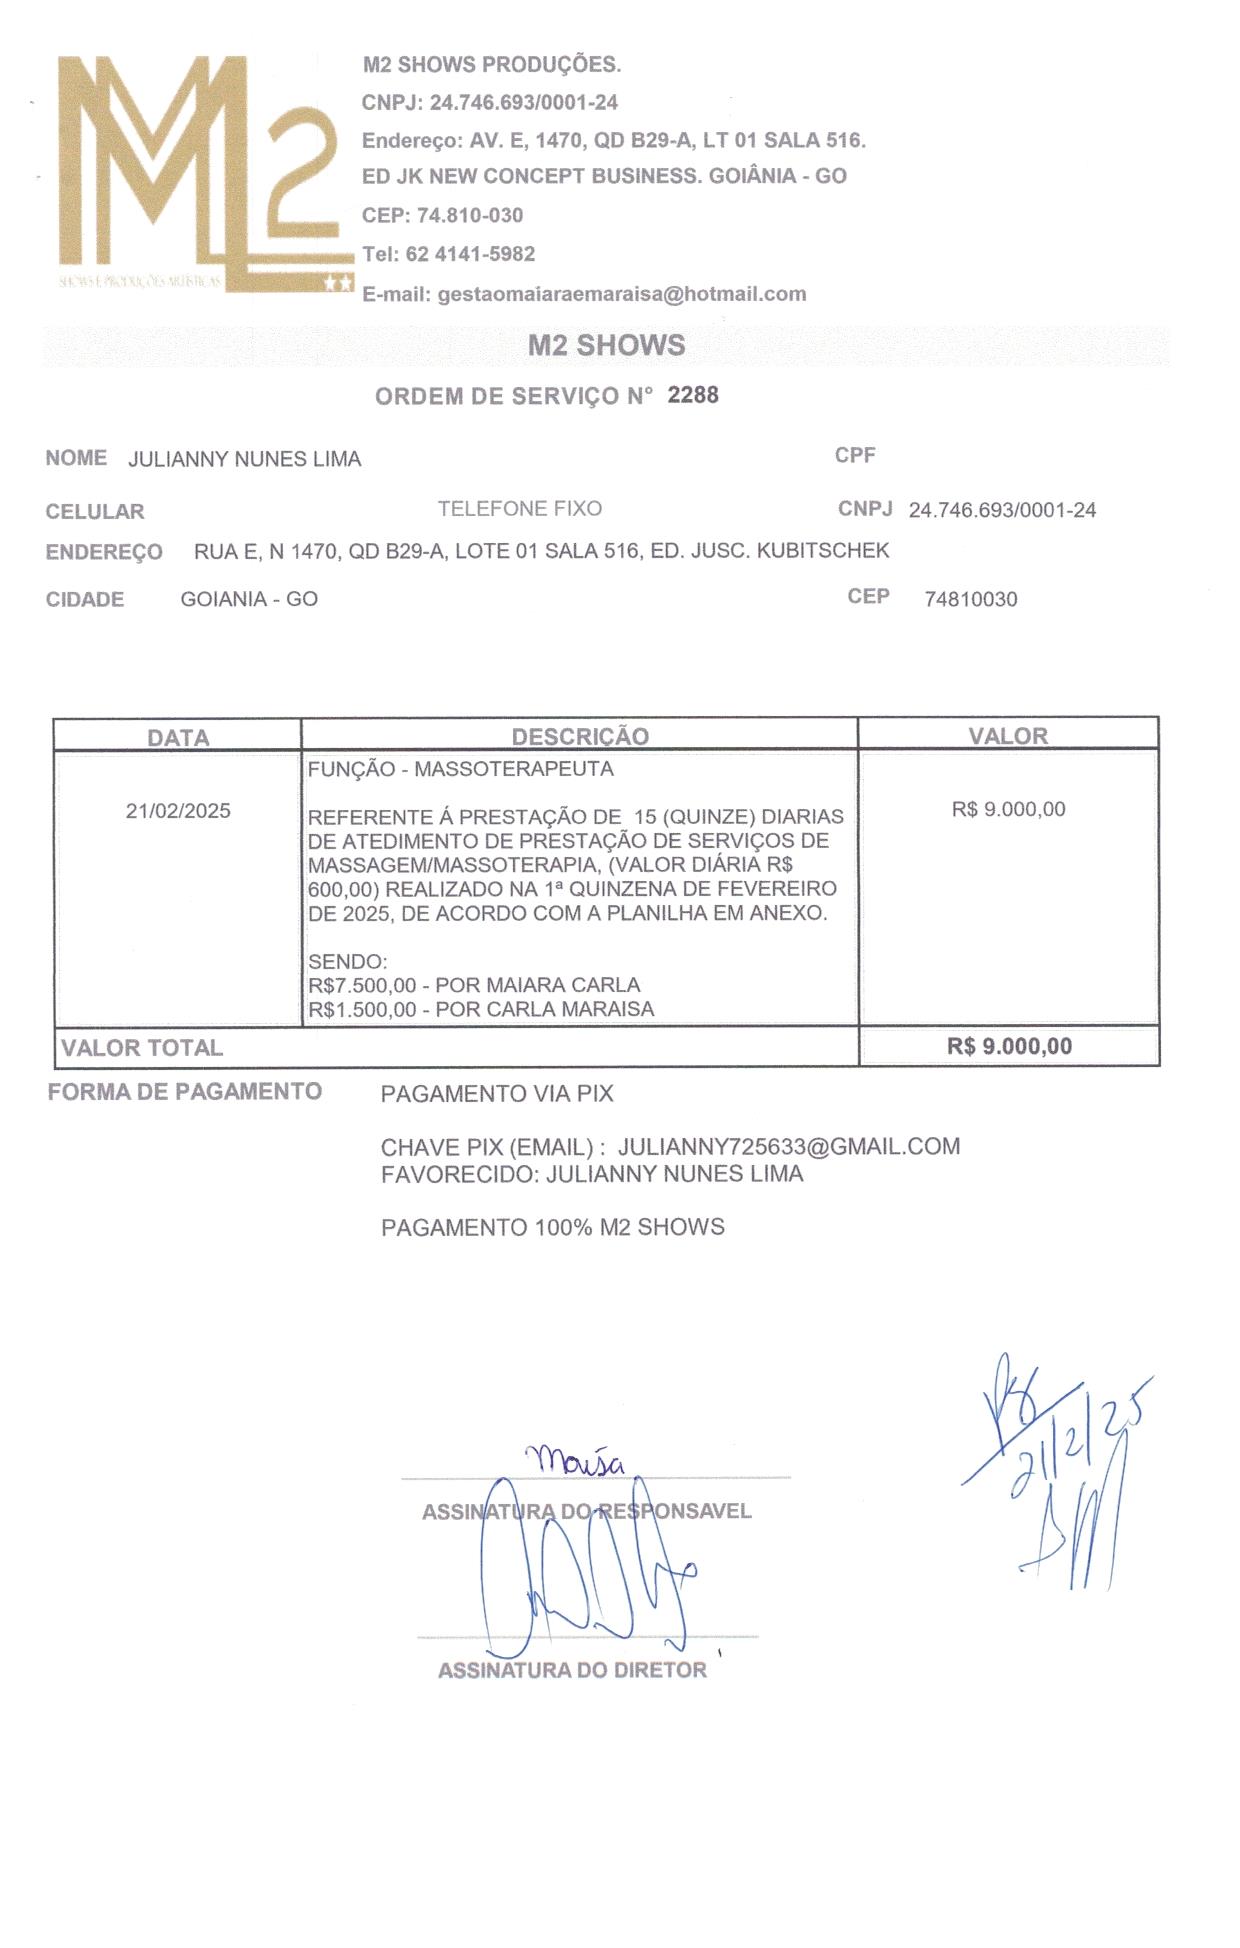 M2 SHOWS PRODUÇÕES.
CNPJ: 24.746.693/0001-24
Endereço: AV. E, 1470, QD B29-A, LT 01 SALA 516.
ED JK NEW CONCEPT BUSINESS. GOIÂNIA - GO
CEP: 74.810-030
Tel: 62 4141-5982
E-mail: gestaomaiaraemaraisa@hotmail.com
M2
SHOWS E PRODUÇÕES ARTÍSTICAS
M2 SHOWS
ORDEM DE SERVIÇO N° 2288
NOME JULIANNY NUNES LIMA CPF
CELULAR TELEFONE FIXO CNPJ 24.746.693/0001-24
ENDEREÇO RUA E, N 1470, QD B29-A, LOTE 01 SALA 516, ED. JUSC. KUBITSCHEK
CIDADE GOIANIA - GO CEP 74810030
DATA DESCRIÇÃO VALOR
FUNÇÃO - MASSOTERAPEUTA
21/02/2025 R$ 9.000,00
REFERENTE Á PRESTAÇÃO DE 15 (QUINZE) DIARIAS
DE ATEDIMENTO DE PRESTAÇÃO DE SERVIÇOS DE
MASSAGEM/MASSOTERAPIA, (VALOR DIÁRIA R$
600,00) REALIZADO NA 1ª QUINZENA DE FEVEREIRO
DE 2025, DE ACORDO COM A PLANILHA EM ANEXO.
SENDO:
R$7.500,00 - POR MAIARA CARLA
R$1.500,00 - POR CARLA MARAISA
VALOR TOTAL R$ 9.000,00
FORMA DE PAGAMENTO PAGAMENTO VIA PIX
CHAVE PIX (EMAIL) : JULIANNY725633@GMAIL.COM
FAVORECIDO: JULIANNY NUNES LIMA
PAGAMENTO 100% M2 SHOWS
21/2/25
ASSINATURA DO RESPONSAVEL
ASSINATURA DO DIRETOR